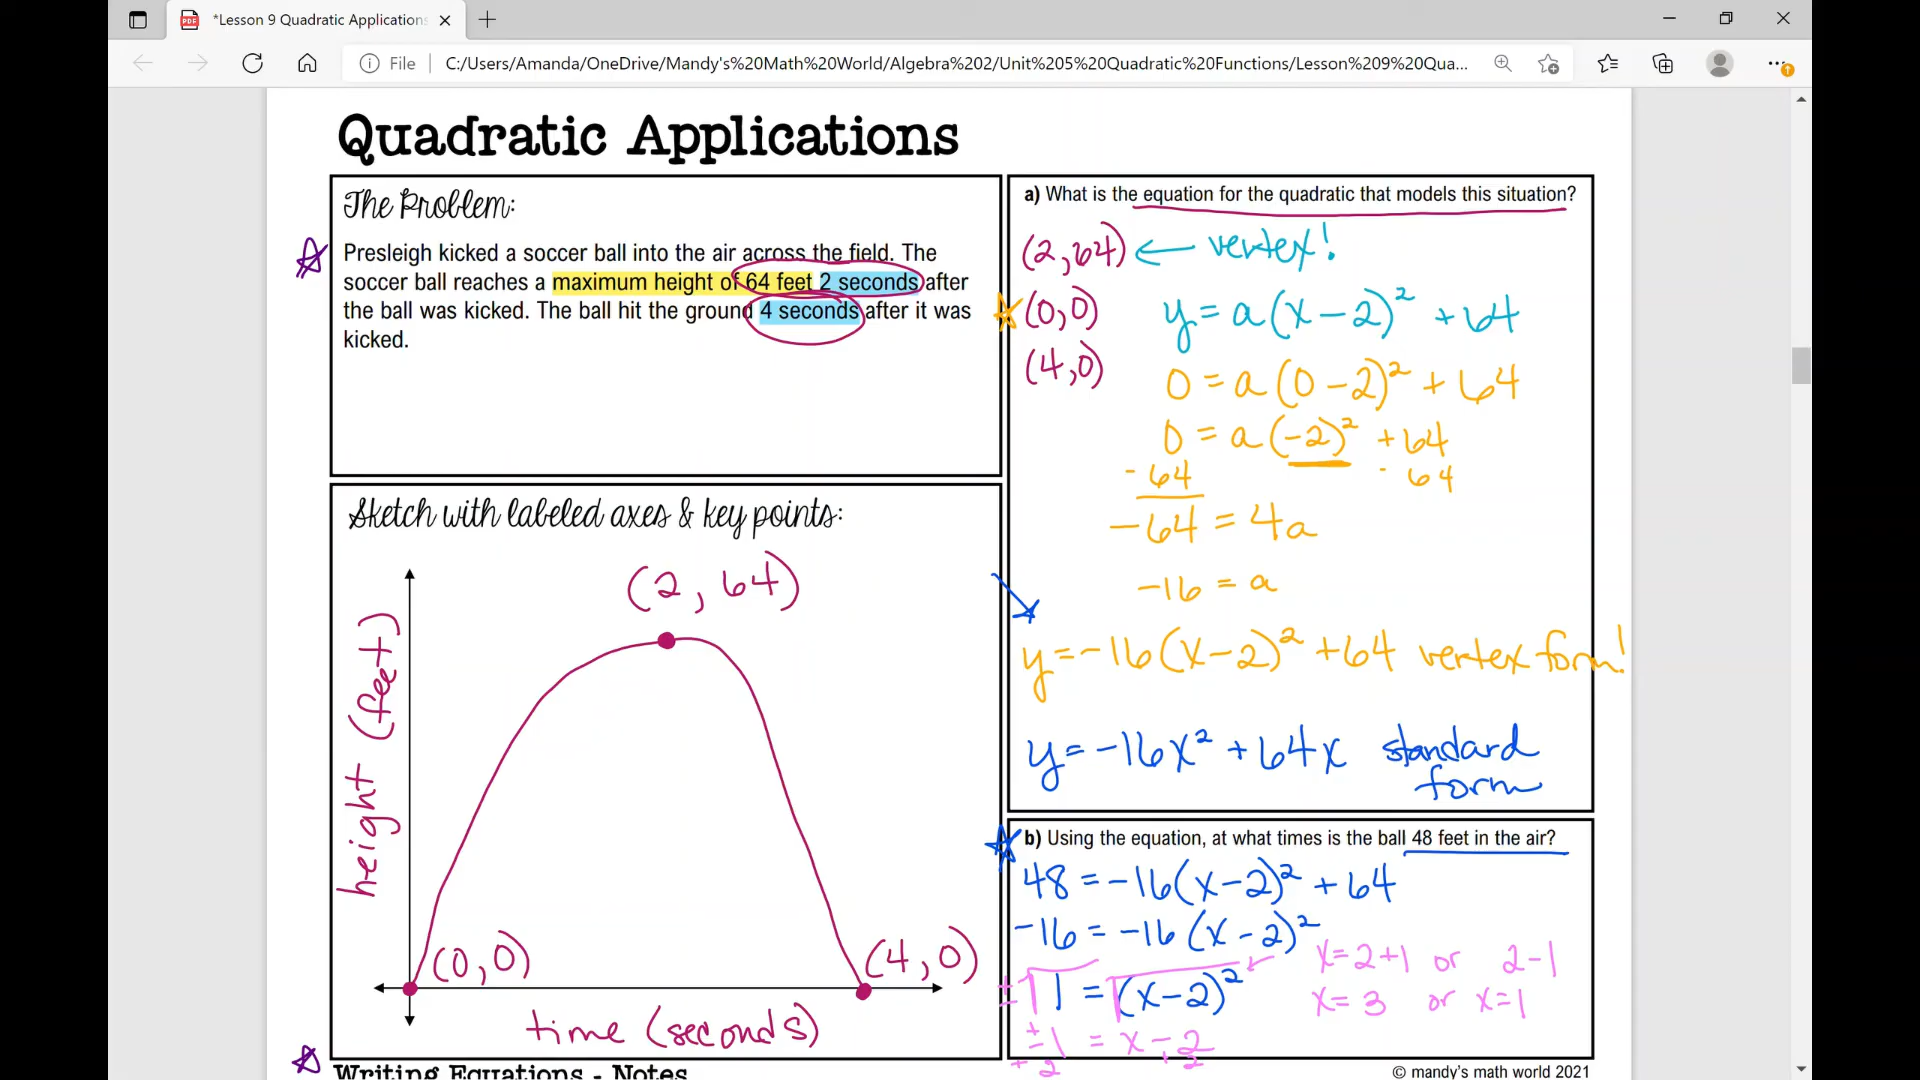 *Lesson 9 Quadratic Applications
File
C:/Users/Amanda/OneDrive/Mandy's%20Math%20World/Algebra%202/Unit%205%20Quadratic%20Functions/Lesson%209%20Qua...
Quadratic Applications
The Problem:
Presleigh kicked a soccer ball into the air across the field. The
soccer ball reaches a maximum height of 64 feet 2 seconds after
the ball was kicked. The ball hit the ground 4 seconds after it was
kicked.
Sketch with labeled axes & key points:
(2, 64)
height (feet)
(0,0)
(4,0)
time (seconds)
Writing Equations - Notes
a) What is the equation for the quadratic that models this situation?
(2,64) ← vertex!
(0,0) y = a(x-2)² + 64
(4,0)
0 = a(0-2)² + 64
0 = a(-2)² + 64
-64 -64
-64 = 4a
-16 = a
y=-16(x-2)² +64 vertex form!
y=-16x² +64x standard
form
b) Using the equation, at what times is the ball 48 feet in the air?
48 = -16(x-2)² + 64
-16 = -16(x-2)²
x=2+1 or 2-1
±√1 = √(x-2)²
x=3 or x=1
±1 = x-2
+2 +2
© mandy's math world 2021